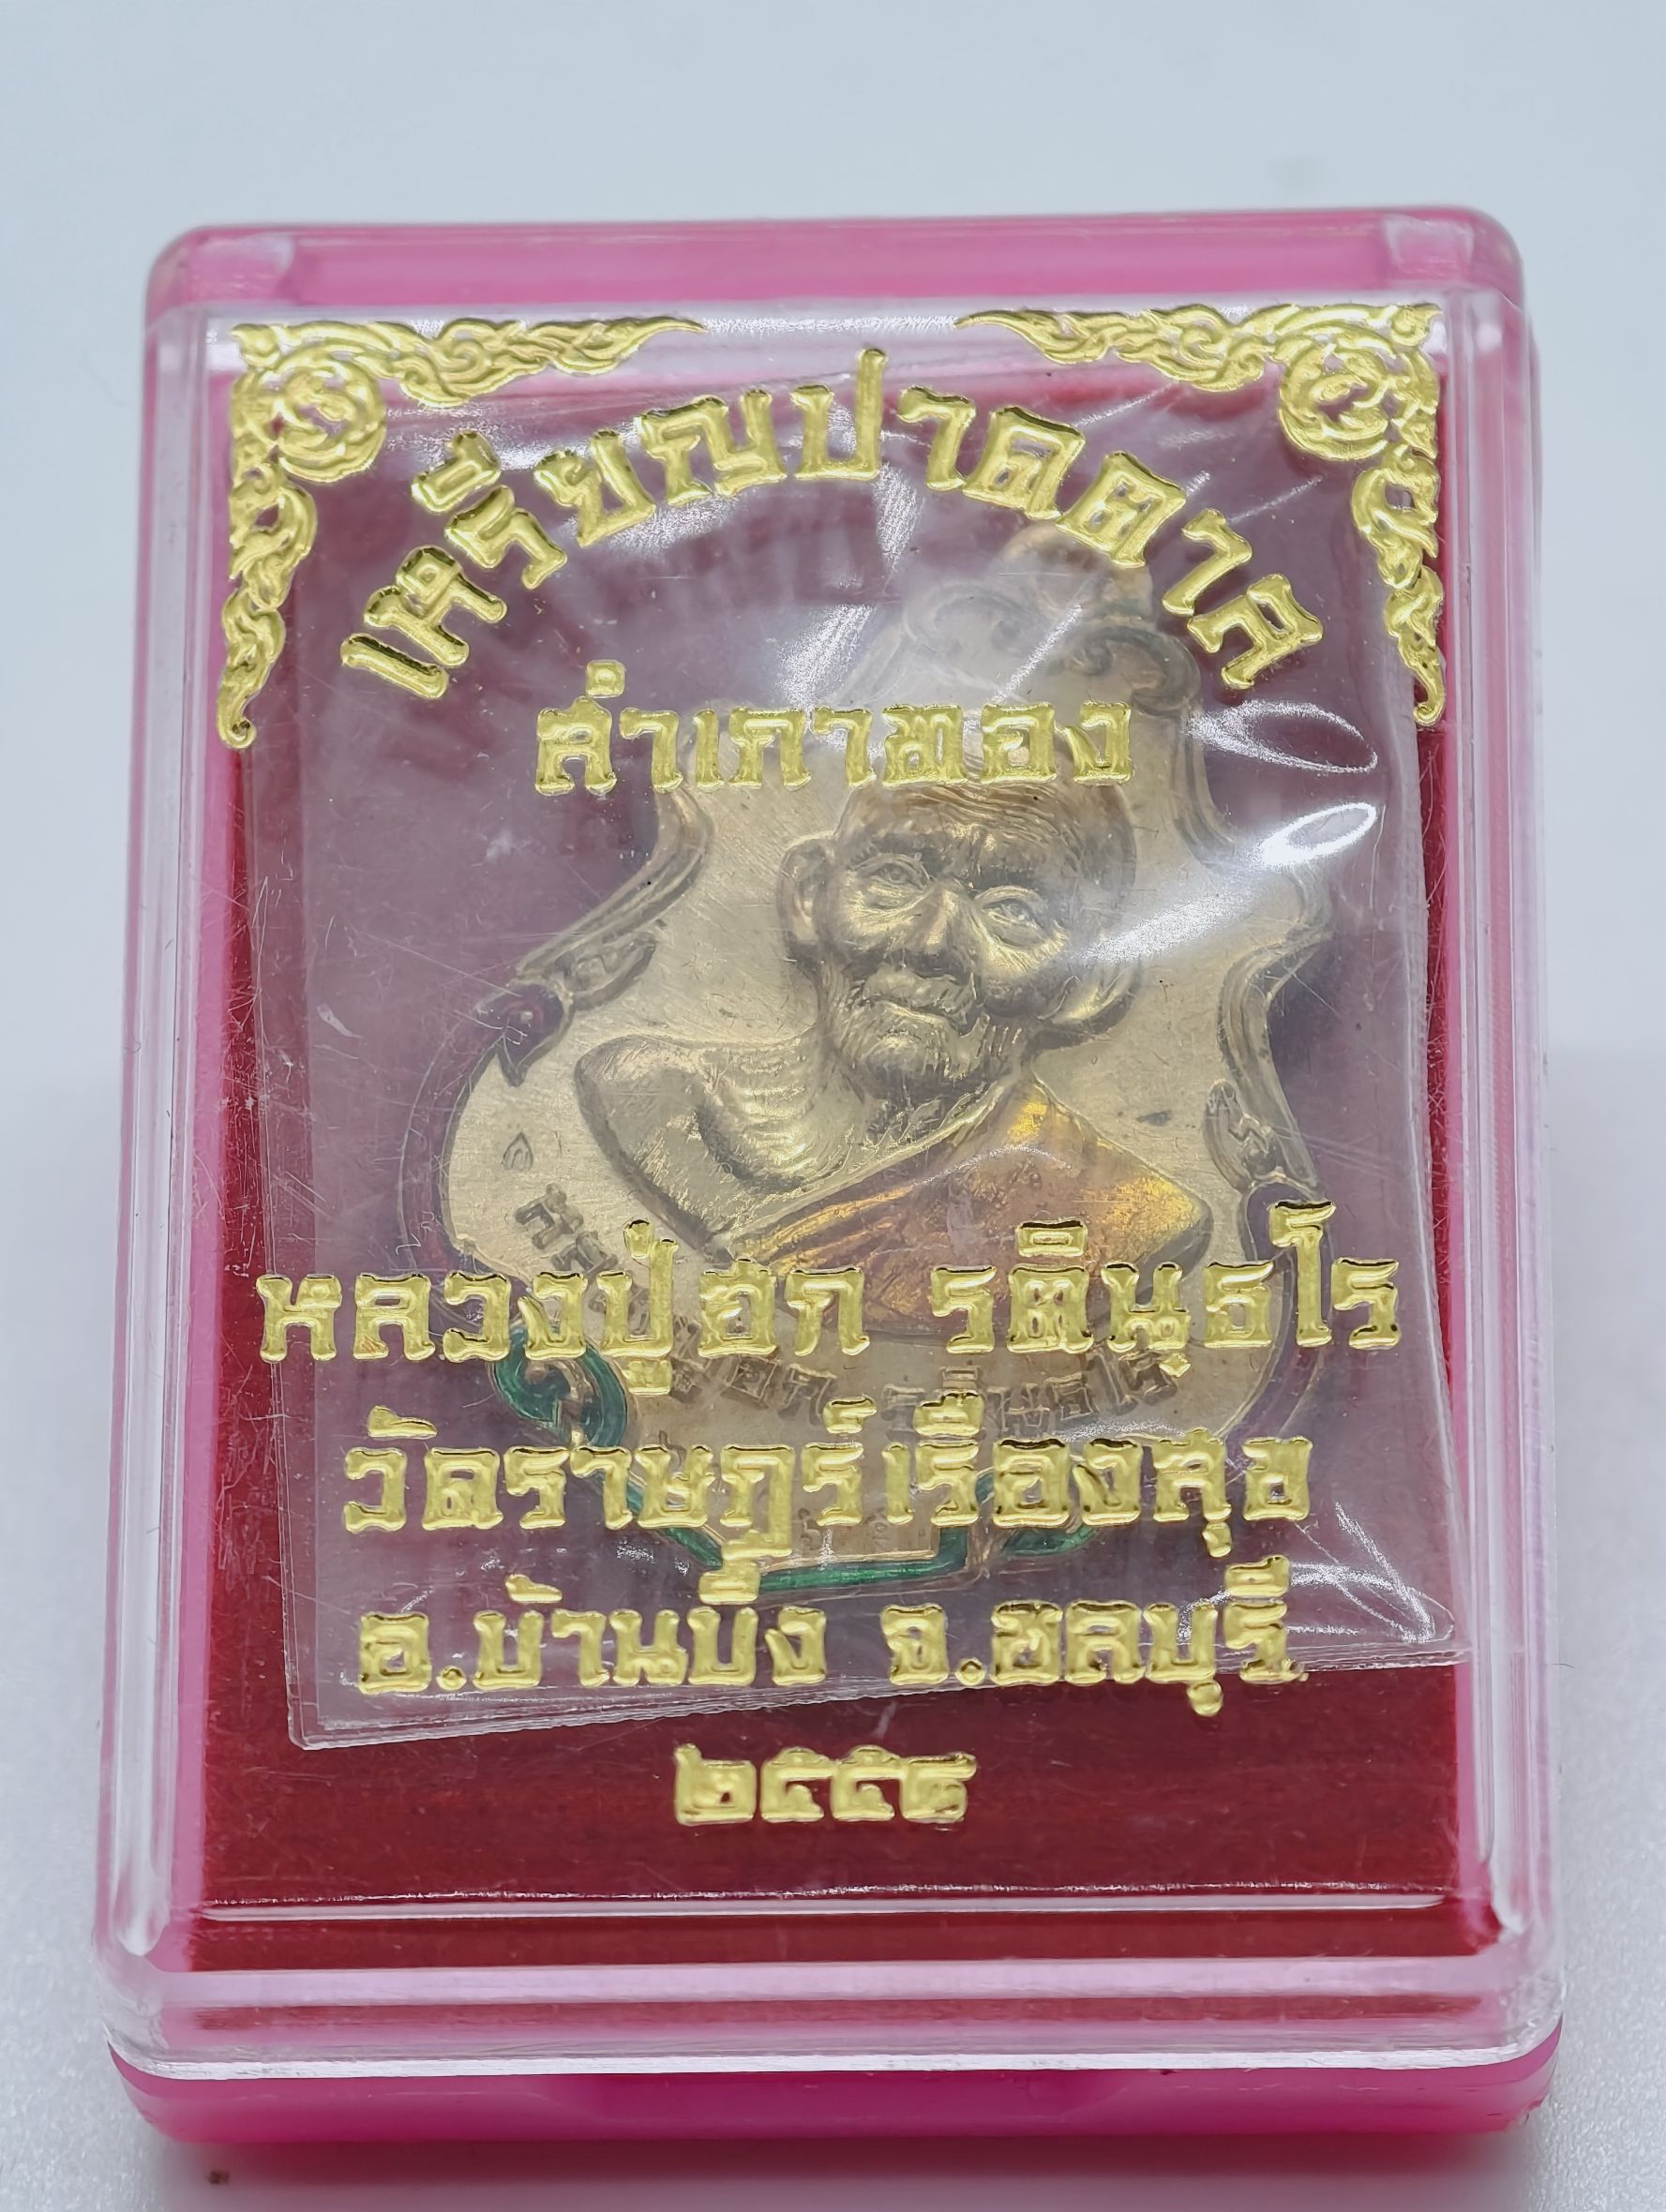 เหรียญปาดตาล
สำเภาทอง
หลวงปู่ฮก รตินฺธโร
วัดราษฎร์เรืองสุข
อ.บ้านบึง จ.ชลบุรี
๒๕๕๘